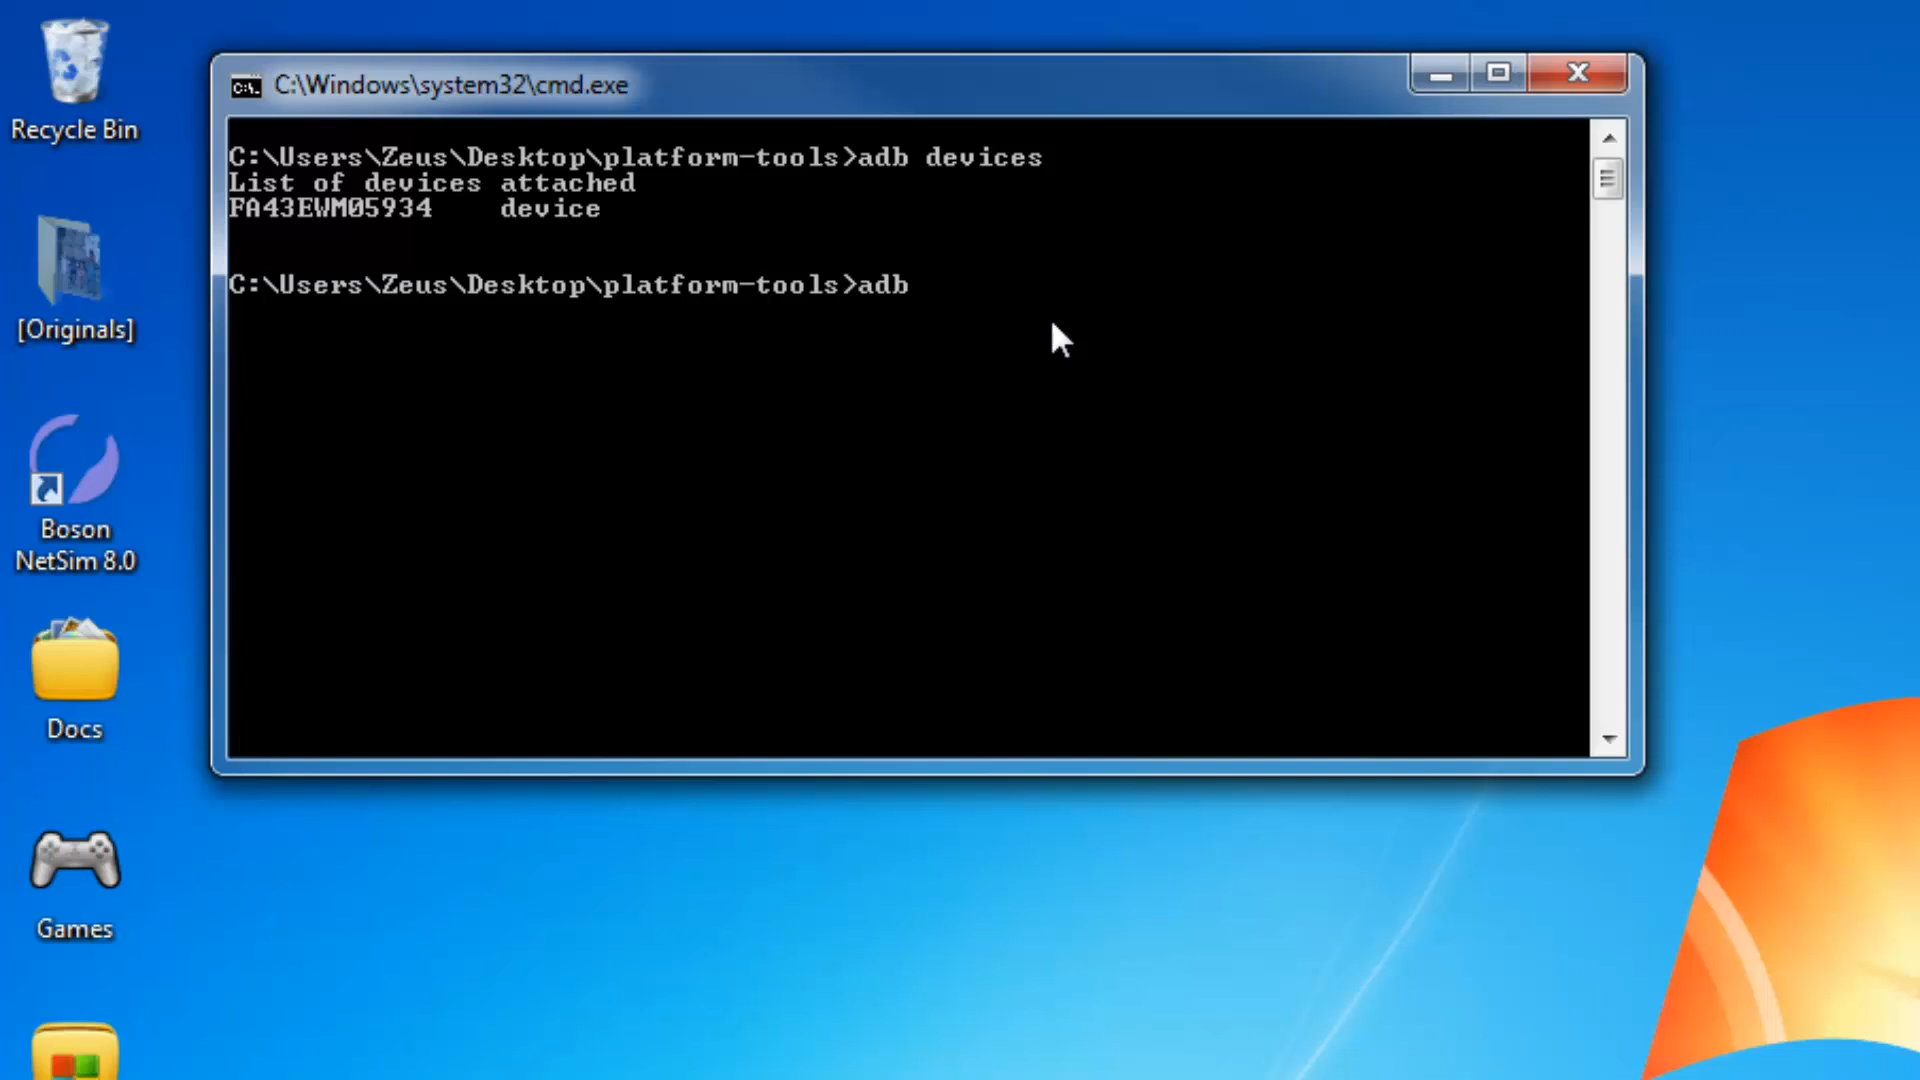 Recycle Bin
[Originals]
Boson
NetSim 8.0
Docs
Games
C:\. C:\Windows\system32\cmd.exe
C:\Users\Zeus\Desktop\platform-tools>adb devices
List of devices attached
FA43EWM05934 device
C:\Users\Zeus\Desktop\platform-tools>adb